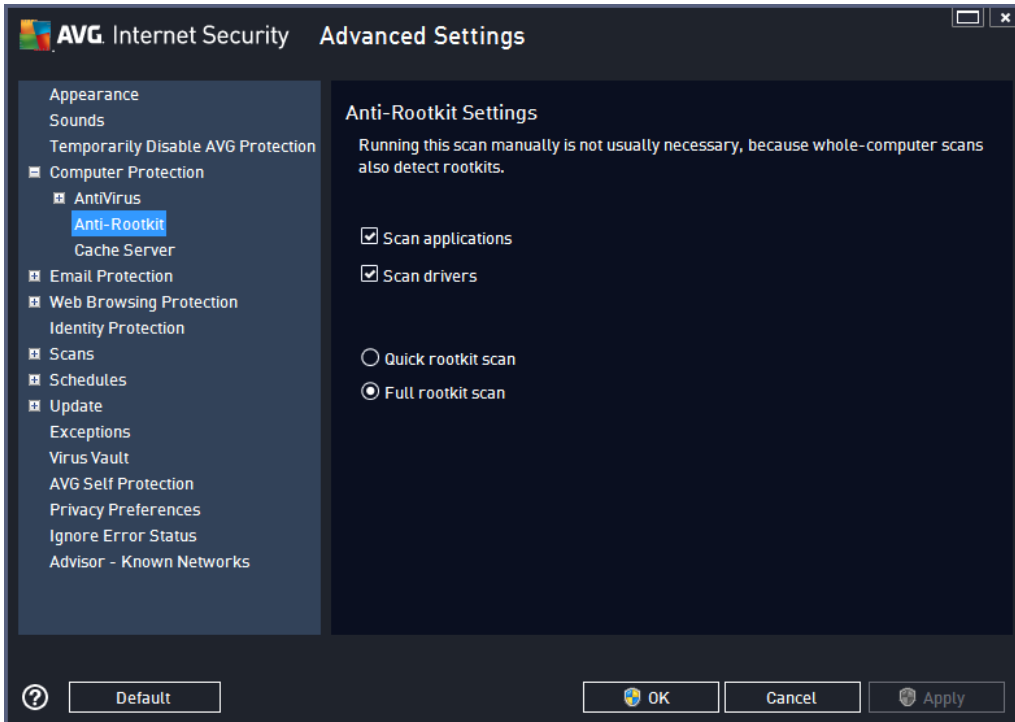 AVG. Internet Security Advanced Settings
Appearance
Sounds
Temporarily Disable AVG Protection
Computer Protection
AntiVirus
Anti-Rootkit
Cache Server
Email Protection
Web Browsing Protection
Identity Protection
Scans
Schedules
Update
Exceptions
Virus Vault
AVG Self Protection
Privacy Preferences
Ignore Error Status
Advisor - Known Networks
Anti-Rootkit Settings
Running this scan manually is not usually necessary, because whole-computer scans
also detect rootkits.
Scan applications
Scan drivers
Quick rootkit scan
Full rootkit scan
? Default OK Cancel Apply